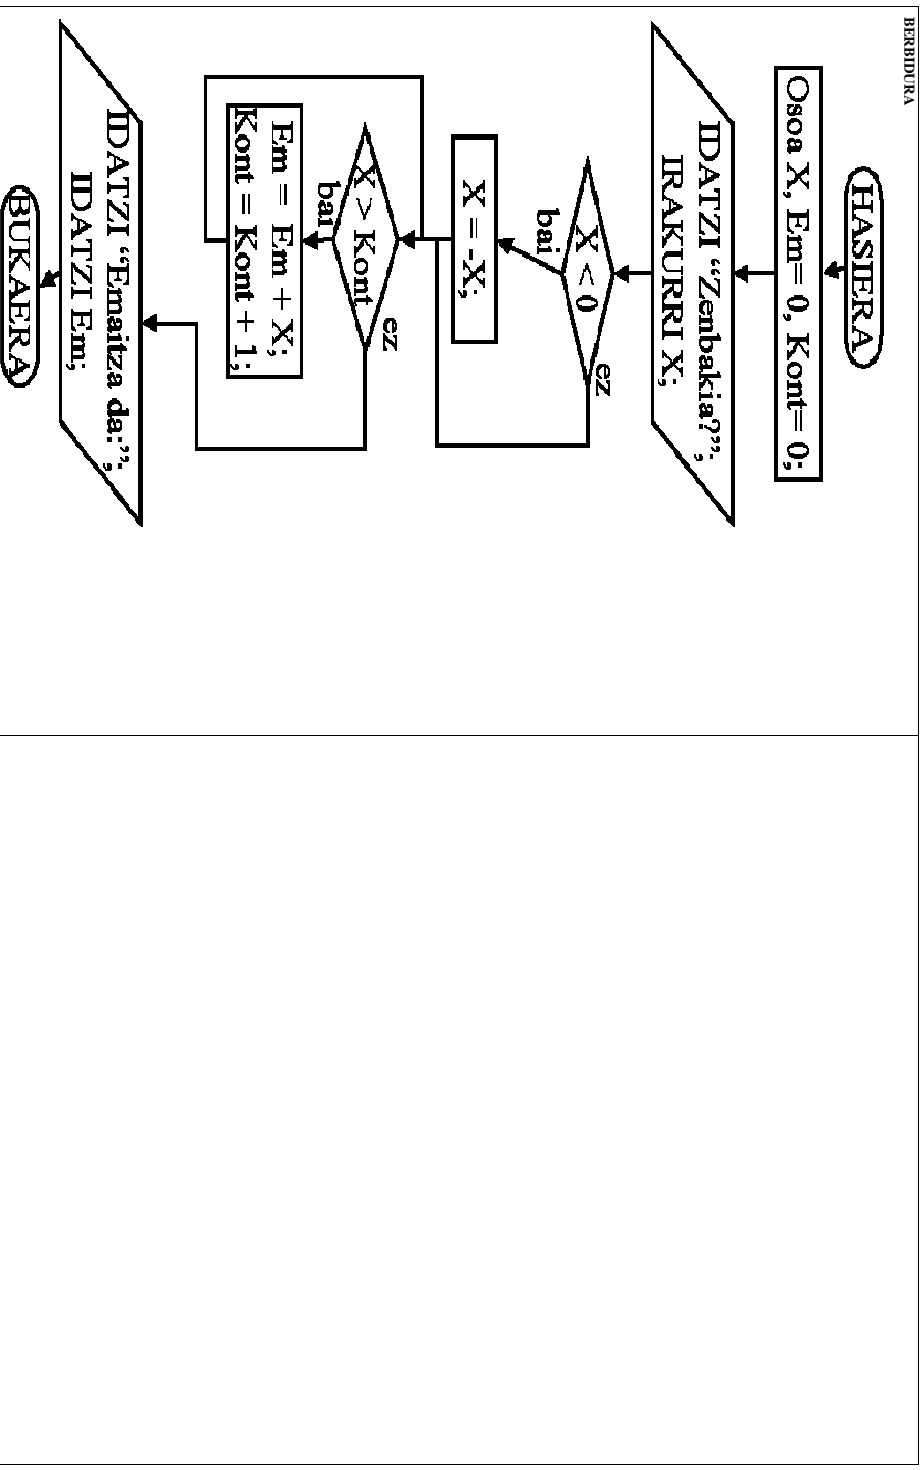 BERBIDURA
HASIERA
Osoa X, Em= 0, Kont= 0;
IDATZI “Zenbakia?”;
IRAKURRI X;
X < 0
ez
bai
X = -X;
X > Kont
ez
bai
Em = Em + X;
Kont = Kont + 1;
IDATZI “Emaitza da:”;
IDATZI Em;
BUKAERA